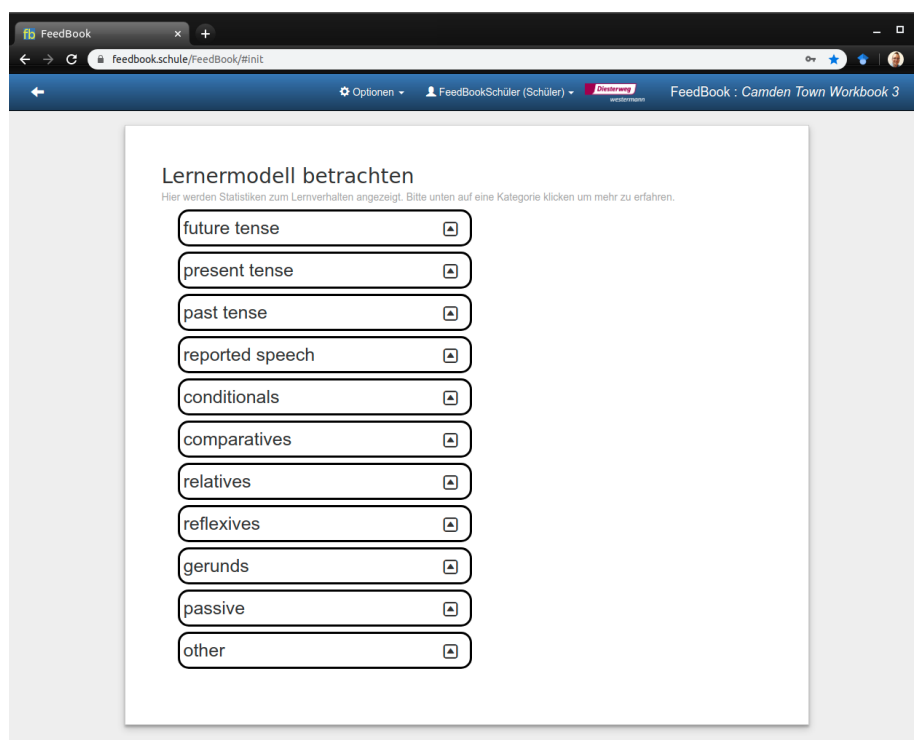 FeedBook
feedbook.schule/FeedBook/#init
Optionen
FeedBookSchüler (Schüler)
Diesterweg
westermann
FeedBook : Camden Town Workbook 3
Lernermodell betrachten
Hier werden Statistiken zum Lernverhalten angezeigt. Bitte unten auf eine Kategorie klicken um mehr zu erfahren.
future tense
present tense
past tense
reported speech
conditionals
comparatives
relatives
reflexives
gerunds
passive
other